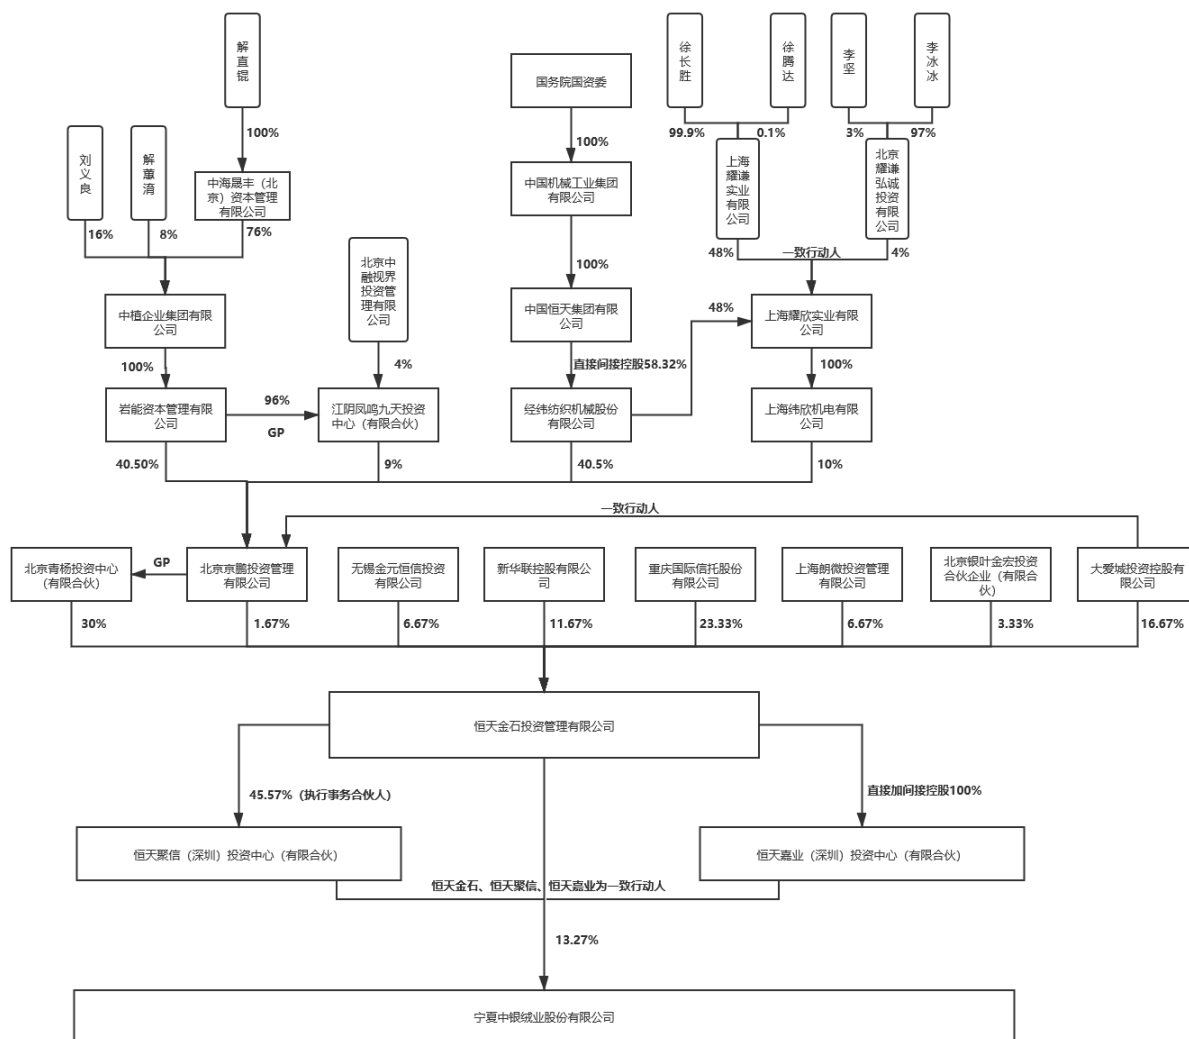 解
直
锟
徐
长
胜
徐
腾
达
李
坚
李
冰
冰
国务院国资委
100%
99.9%
0.1%
3%
97%
100%
刘
义
良
解
蕙
淯
中海晟丰（北
京）资本管理
有限公司
中国机械工业集团
有限公司
上海
耀谦
实业
有限
公司
北京
耀谦
弘诚
投资
有限
公司
16%
8%
76%
48%
一致行动人
4%
北京中
融视界
投资管
理有限
公司
100%
中植企业集团有限
公司
中国恒天集团有限
公司
48%
上海耀欣实业有限
公司
100%
4%
直接间接控股58.32%
100%
岩能资本管理有限
公司
96%
GP
江阴凤鸣九天投资
中心（有限合伙）
经纬纺织机械股份
有限公司
上海纬欣机电有限
公司
40.50%
9%
40.5%
10%
一致行动人
北京青杨投资中心
（有限合伙）
GP
北京京鹏投资管理
有限公司
无锡金元恒信投资
有限公司
新华联控股有限公
司
重庆国际信托股份
有限公司
上海朗微投资管理
有限公司
北京银叶金宏投资
合伙企业（有限合
伙）
大爱城投资控股有
限公司
30%
1.67%
6.67%
11.67%
23.33%
6.67%
3.33%
16.67%
恒天金石投资管理有限公司
45.57%（执行事务合伙人）
直接加间接控股100%
恒天聚信（深圳）投资中心（有限合伙）
恒天嘉业（深圳）投资中心（有限合伙）
恒天金石、恒天聚信、恒天嘉业为一致行动人
13.27%
宁夏中银绒业股份有限公司